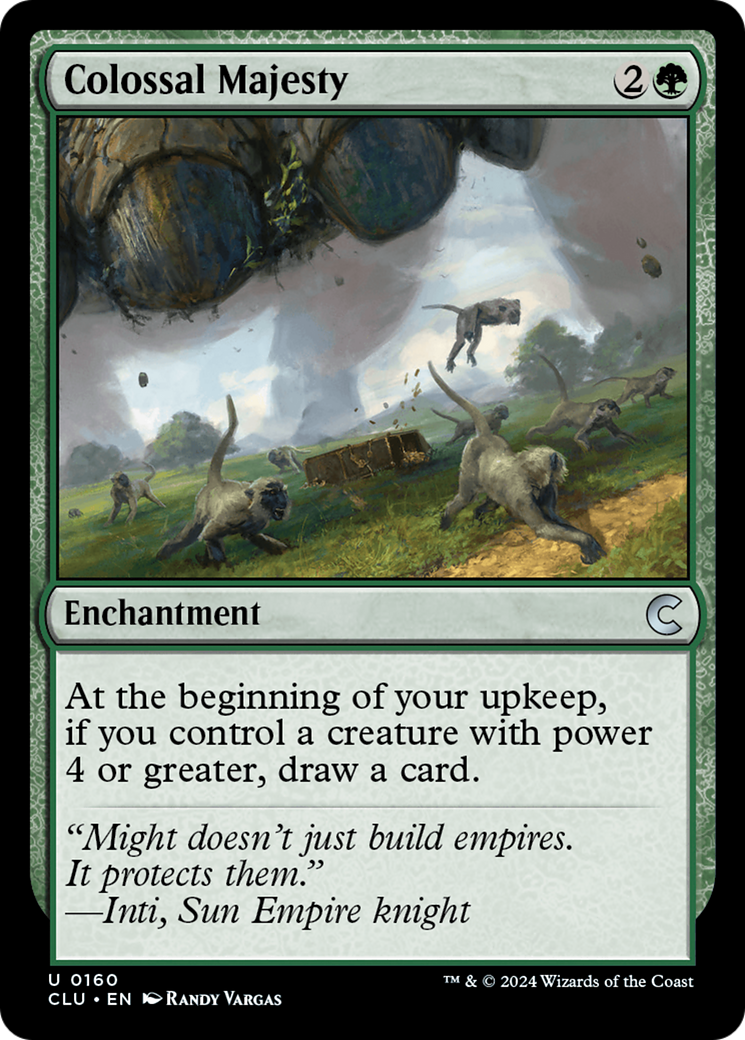 Colossal Majesty 2
Enchantment
At the beginning of your upkeep,
if you control a creature with power
4 or greater, draw a card.
“Might doesn’t just build empires.
It protects them.”
—Inti, Sun Empire knight
U 0160
™ & © 2024 Wizards of the Coast
CLU • EN Randy Vargas